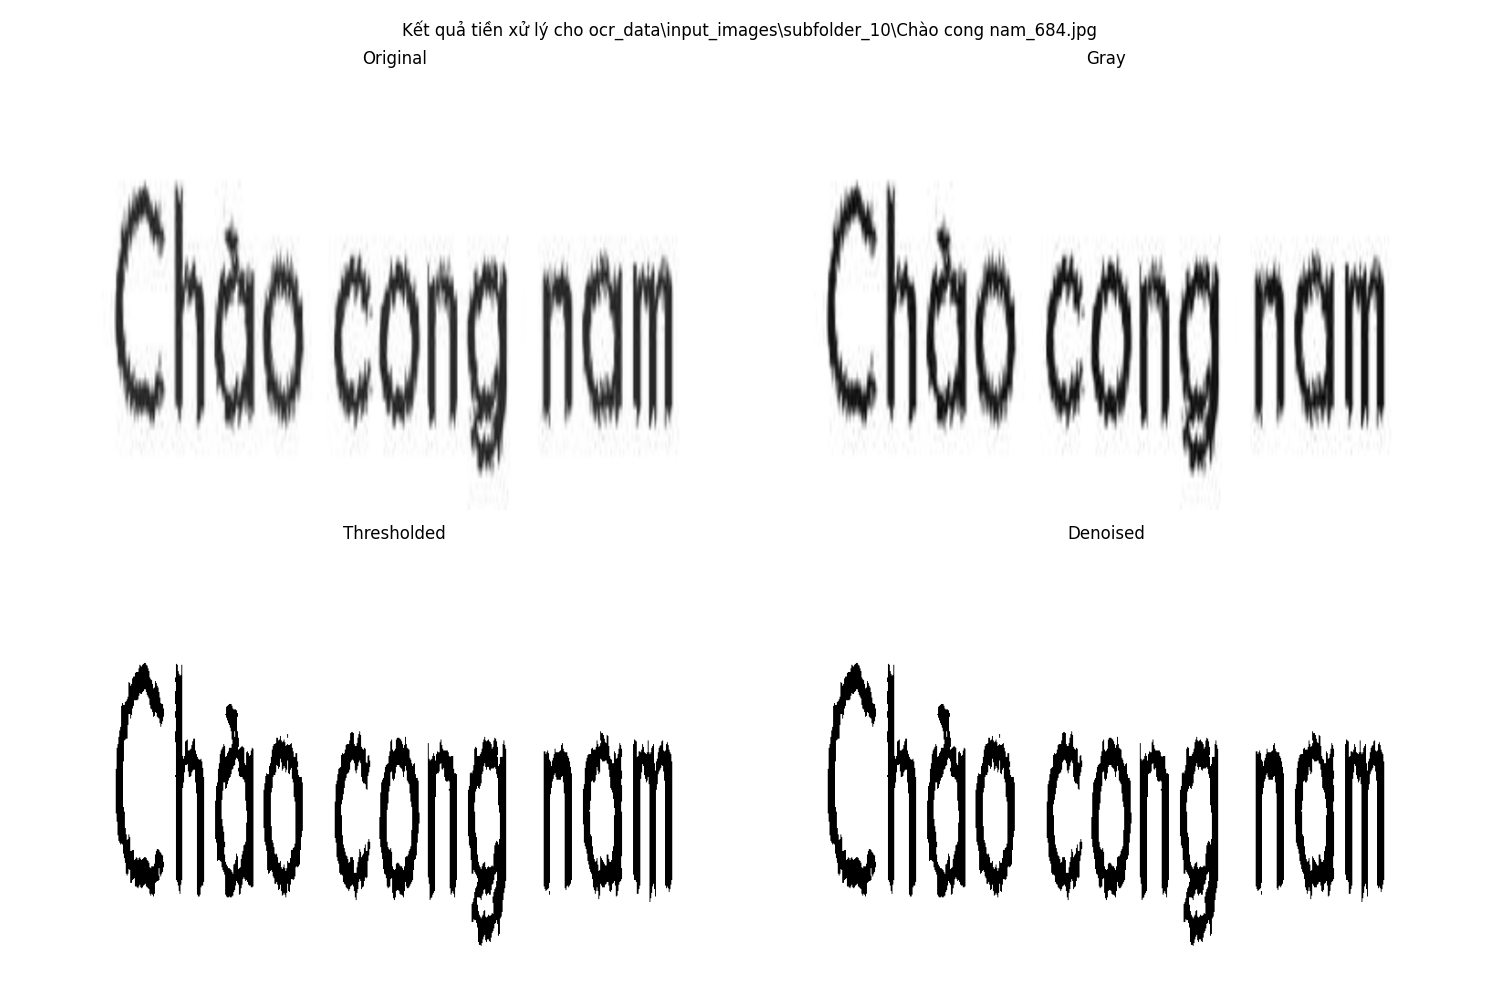 Kết quả tiền xử lý cho ocr_data\input_images\subfolder_10\Chào cong nam_684.jpg
Original
Gray
Chào cong nam
Chào cong nam
Thresholded
Denoised
Chào cong nam
Chào cong nam